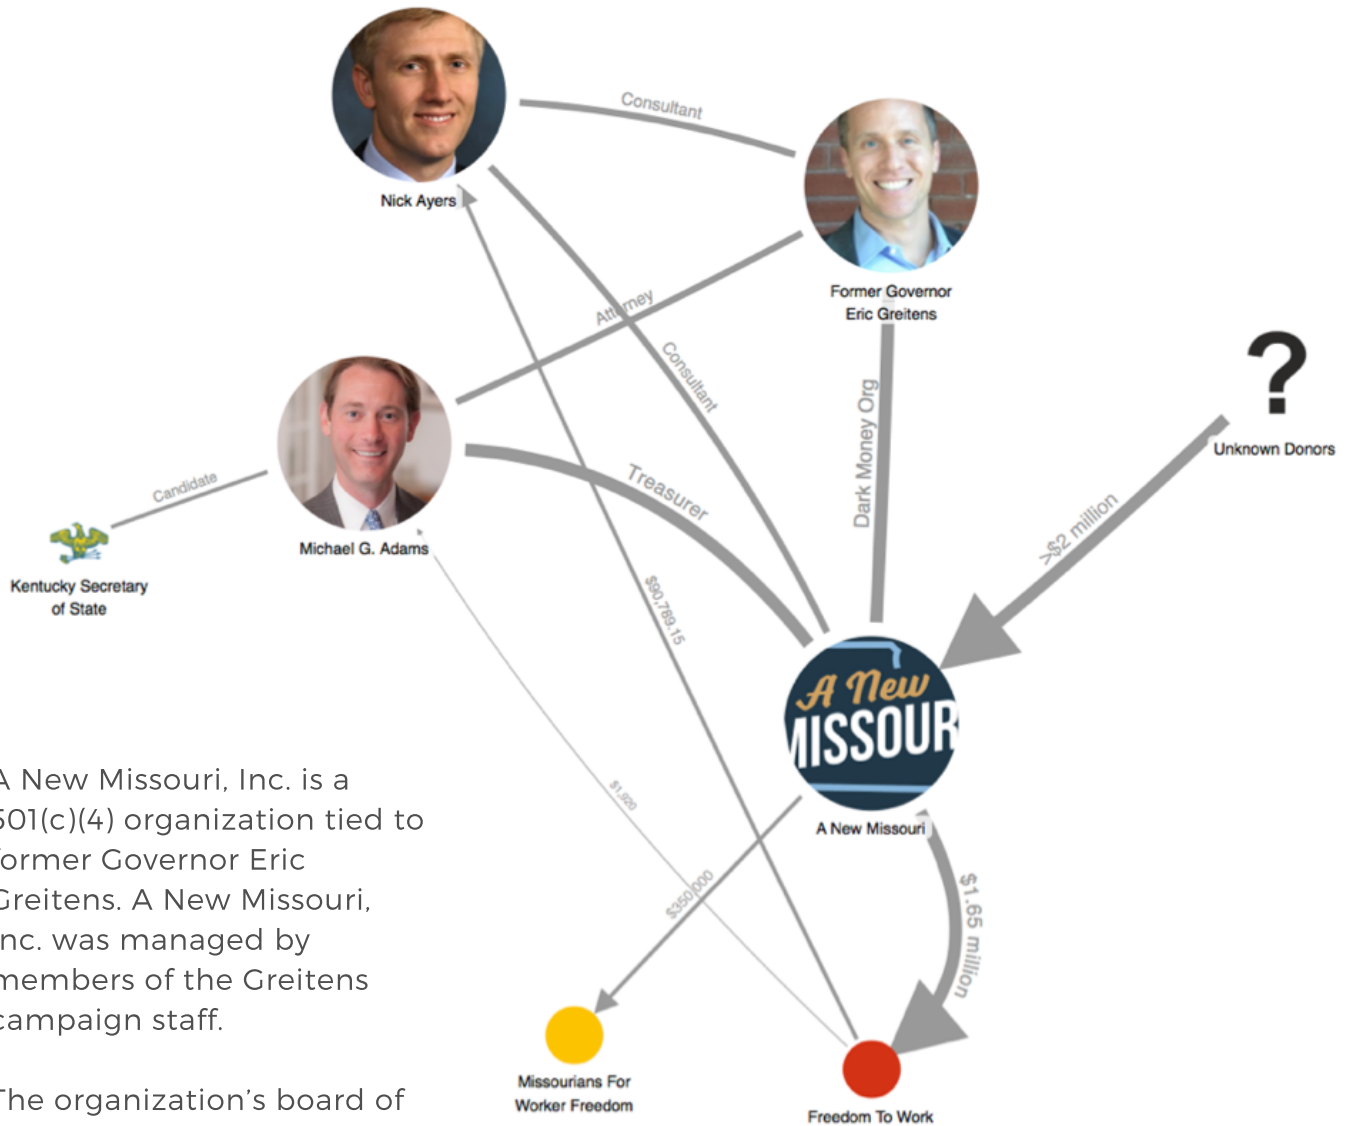 Consultant
Nick Ayers
Former Governor
Eric Greitens
Attorney
Consultant
Unknown Donors
Dark Money Org
Treasurer
Candidate
>$2 million
Michael G. Adams
Kentucky Secretary
of State
$90,789.15
A New
MISSOUR
A New Missouri
A New Missouri, Inc. is a
501(c)(4) organization tied to
former Governor Eric
Greitens. A New Missouri,
Inc. was managed by
members of the Greitens
campaign staff.
The organization's board of
$1,920
$350,000
$1.65 million
Missourians For
Worker Freedom
Freedom To Work
?